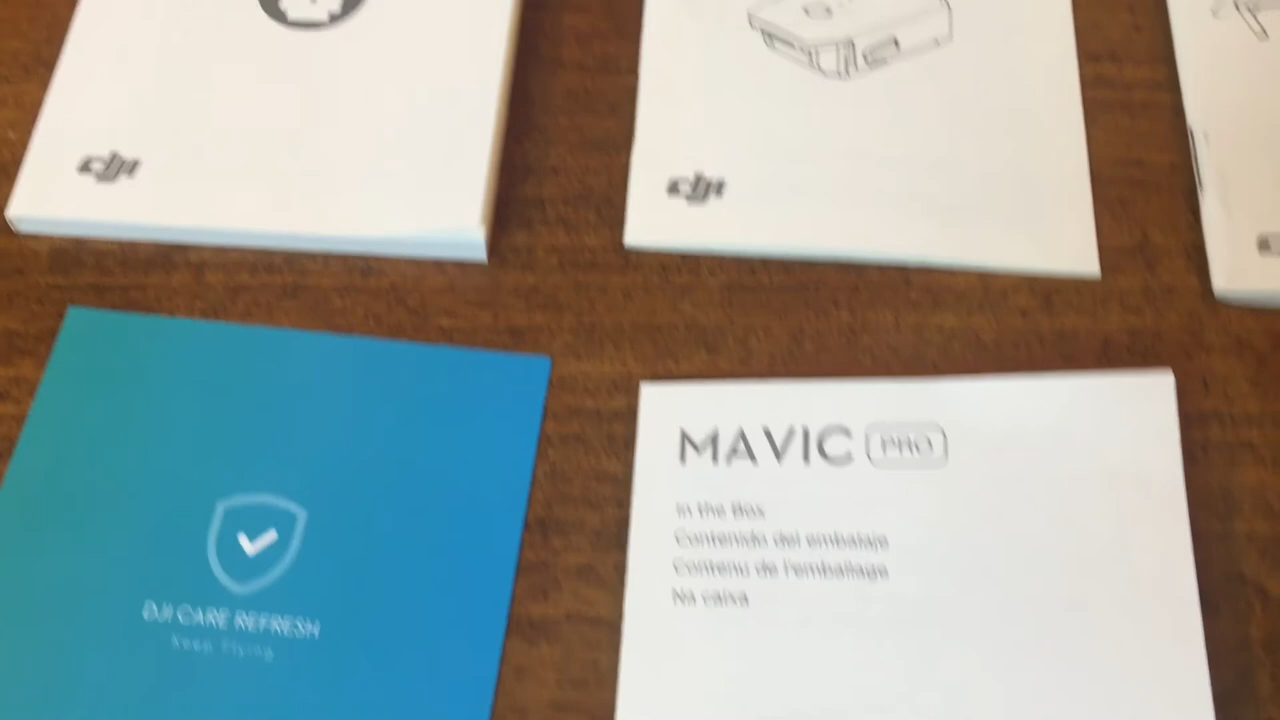 dji
dji
DJI CARE REFRESH
Keep Flying
MAVIC PRO
In the Box
Contenido del embalaje
Contenu de l'emballage
Na caixa